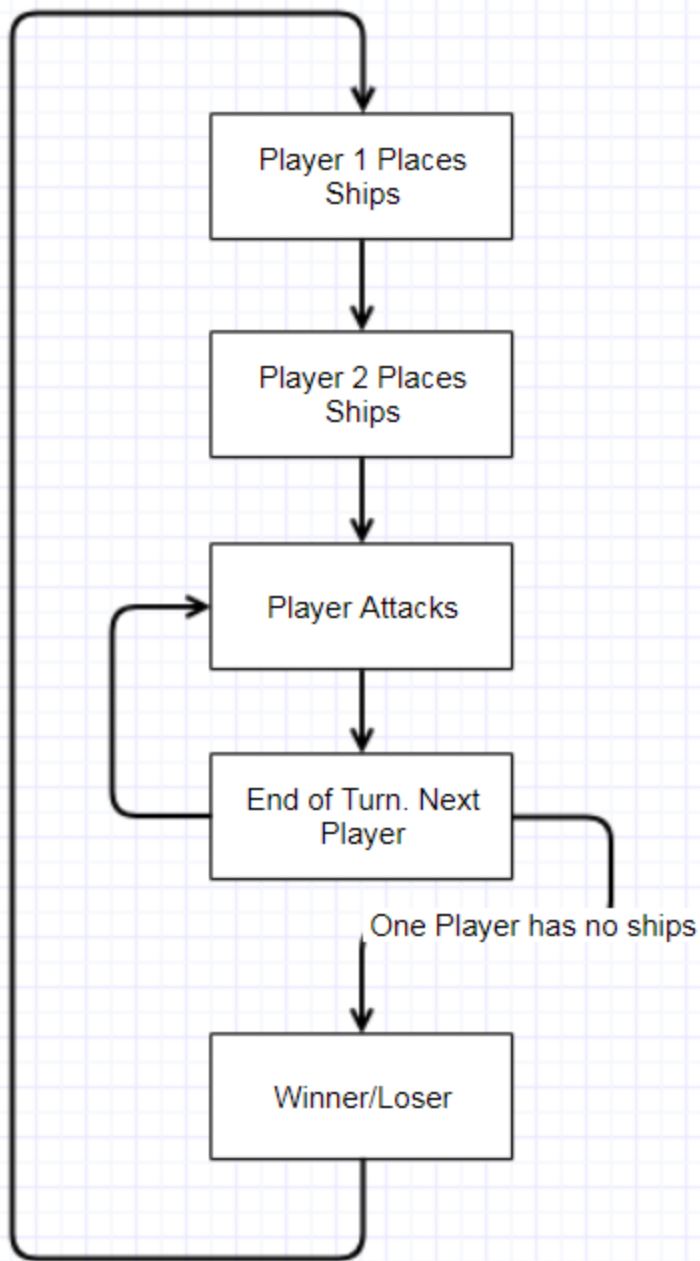 Player 1 Places
Ships
Player 2 Places
Ships
Player Attacks
End of Turn. Next
Player
One Player has no ships
Winner/Loser